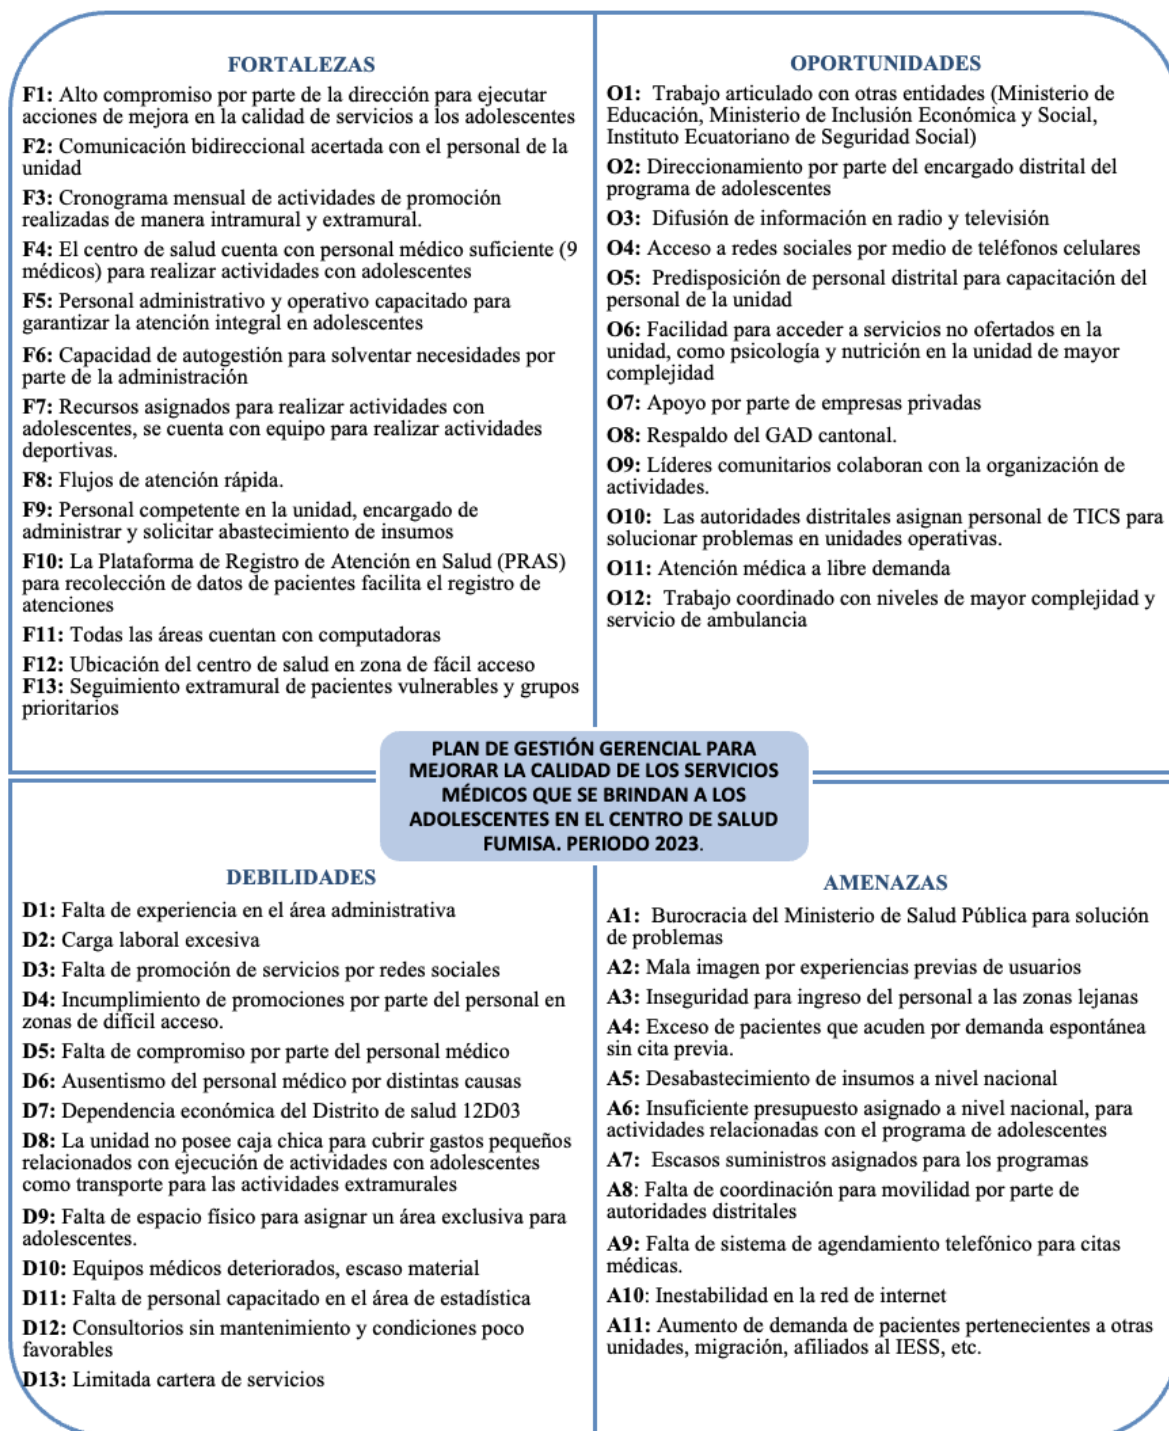 FORTALEZAS
F1: Alto compromiso por parte de la dirección para ejecutar
acciones de mejora en la calidad de servicios a los adolescentes
F2: Comunicación bidireccional acertada con el personal de la
unidad
F3: Cronograma mensual de actividades de promoción
realizadas de manera intramural y extramural.
F4: El centro de salud cuenta con personal médico suficiente (9
médicos) para realizar actividades con adolescentes
F5: Personal administrativo y operativo capacitado para
garantizar la atención integral en adolescentes
F6: Capacidad de autogestión para solventar necesidades por
parte de la administración
F7: Recursos asignados para realizar actividades con
adolescentes, se cuenta con equipo para realizar actividades
deportivas.
F8: Flujos de atención rápida.
F9: Personal competente en la unidad, encargado de
administrar y solicitar abastecimiento de insumos
F10: La Plataforma de Registro de Atención en Salud (PRAS)
para recolección de datos de pacientes facilita el registro de
atenciones
F11: Todas las áreas cuentan con computadoras
F12: Ubicación del centro de salud en zona de fácil acceso
F13: Seguimiento extramural de pacientes vulnerables y grupos
prioritarios
OPORTUNIDADES
O1: Trabajo articulado con otras entidades (Ministerio de
Educación, Ministerio de Inclusión Económica y Social,
Instituto Ecuatoriano de Seguridad Social)
O2: Direccionamiento por parte del encargado distrital del
programa de adolescentes
O3: Difusión de información en radio y televisión
O4: Acceso a redes sociales por medio de teléfonos celulares
O5: Predisposición de personal distrital para capacitación del
personal de la unidad
O6: Facilidad para acceder a servicios no ofertados en la
unidad, como psicología y nutrición en la unidad de mayor
complejidad
O7: Apoyo por parte de empresas privadas
O8: Respaldo del GAD cantonal.
O9: Líderes comunitarios colaboran con la organización de
actividades.
O10: Las autoridades distritales asignan personal de TICS para
solucionar problemas en unidades operativas.
O11: Atención médica a libre demanda
O12: Trabajo coordinado con niveles de mayor complejidad y
servicio de ambulancia
PLAN DE GESTIÓN GERENCIAL PARA
MEJORAR LA CALIDAD DE LOS SERVICIOS
MÉDICOS QUE SE BRINDAN A LOS
ADOLESCENTES EN EL CENTRO DE SALUD
FUMISA. PERIODO 2023.
DEBILIDADES
D1: Falta de experiencia en el área administrativa
D2: Carga laboral excesiva
D3: Falta de promoción de servicios por redes sociales
D4: Incumplimiento de promociones por parte del personal en
zonas de difícil acceso.
D5: Falta de compromiso por parte del personal médico
D6: Ausentismo del personal médico por distintas causas
D7: Dependencia económica del Distrito de salud 12D03
D8: La unidad no posee caja chica para cubrir gastos pequeños
relacionados con ejecución de actividades con adolescentes
como transporte para las actividades extramurales
D9: Falta de espacio físico para asignar un área exclusiva para
adolescentes.
D10: Equipos médicos deteriorados, escaso material
D11: Falta de personal capacitado en el área de estadística
D12: Consultorios sin mantenimiento y condiciones poco
favorables
D13: Limitada cartera de servicios
AMENAZAS
A1: Burocracia del Ministerio de Salud Pública para solución
de problemas
A2: Mala imagen por experiencias previas de usuarios
A3: Inseguridad para ingreso del personal a las zonas lejanas
A4: Exceso de pacientes que acuden por demanda espontánea
sin cita previa.
A5: Desabastecimiento de insumos a nivel nacional
A6: Insuficiente presupuesto asignado a nivel nacional, para
actividades relacionadas con el programa de adolescentes
A7: Escasos suministros asignados para los programas
A8: Falta de coordinación para movilidad por parte de
autoridades distritales
A9: Falta de sistema de agendamiento telefónico para citas
médicas.
A10: Inestabilidad en la red de internet
A11: Aumento de demanda de pacientes pertenecientes a otras
unidades, migración, afiliados al IESS, etc.